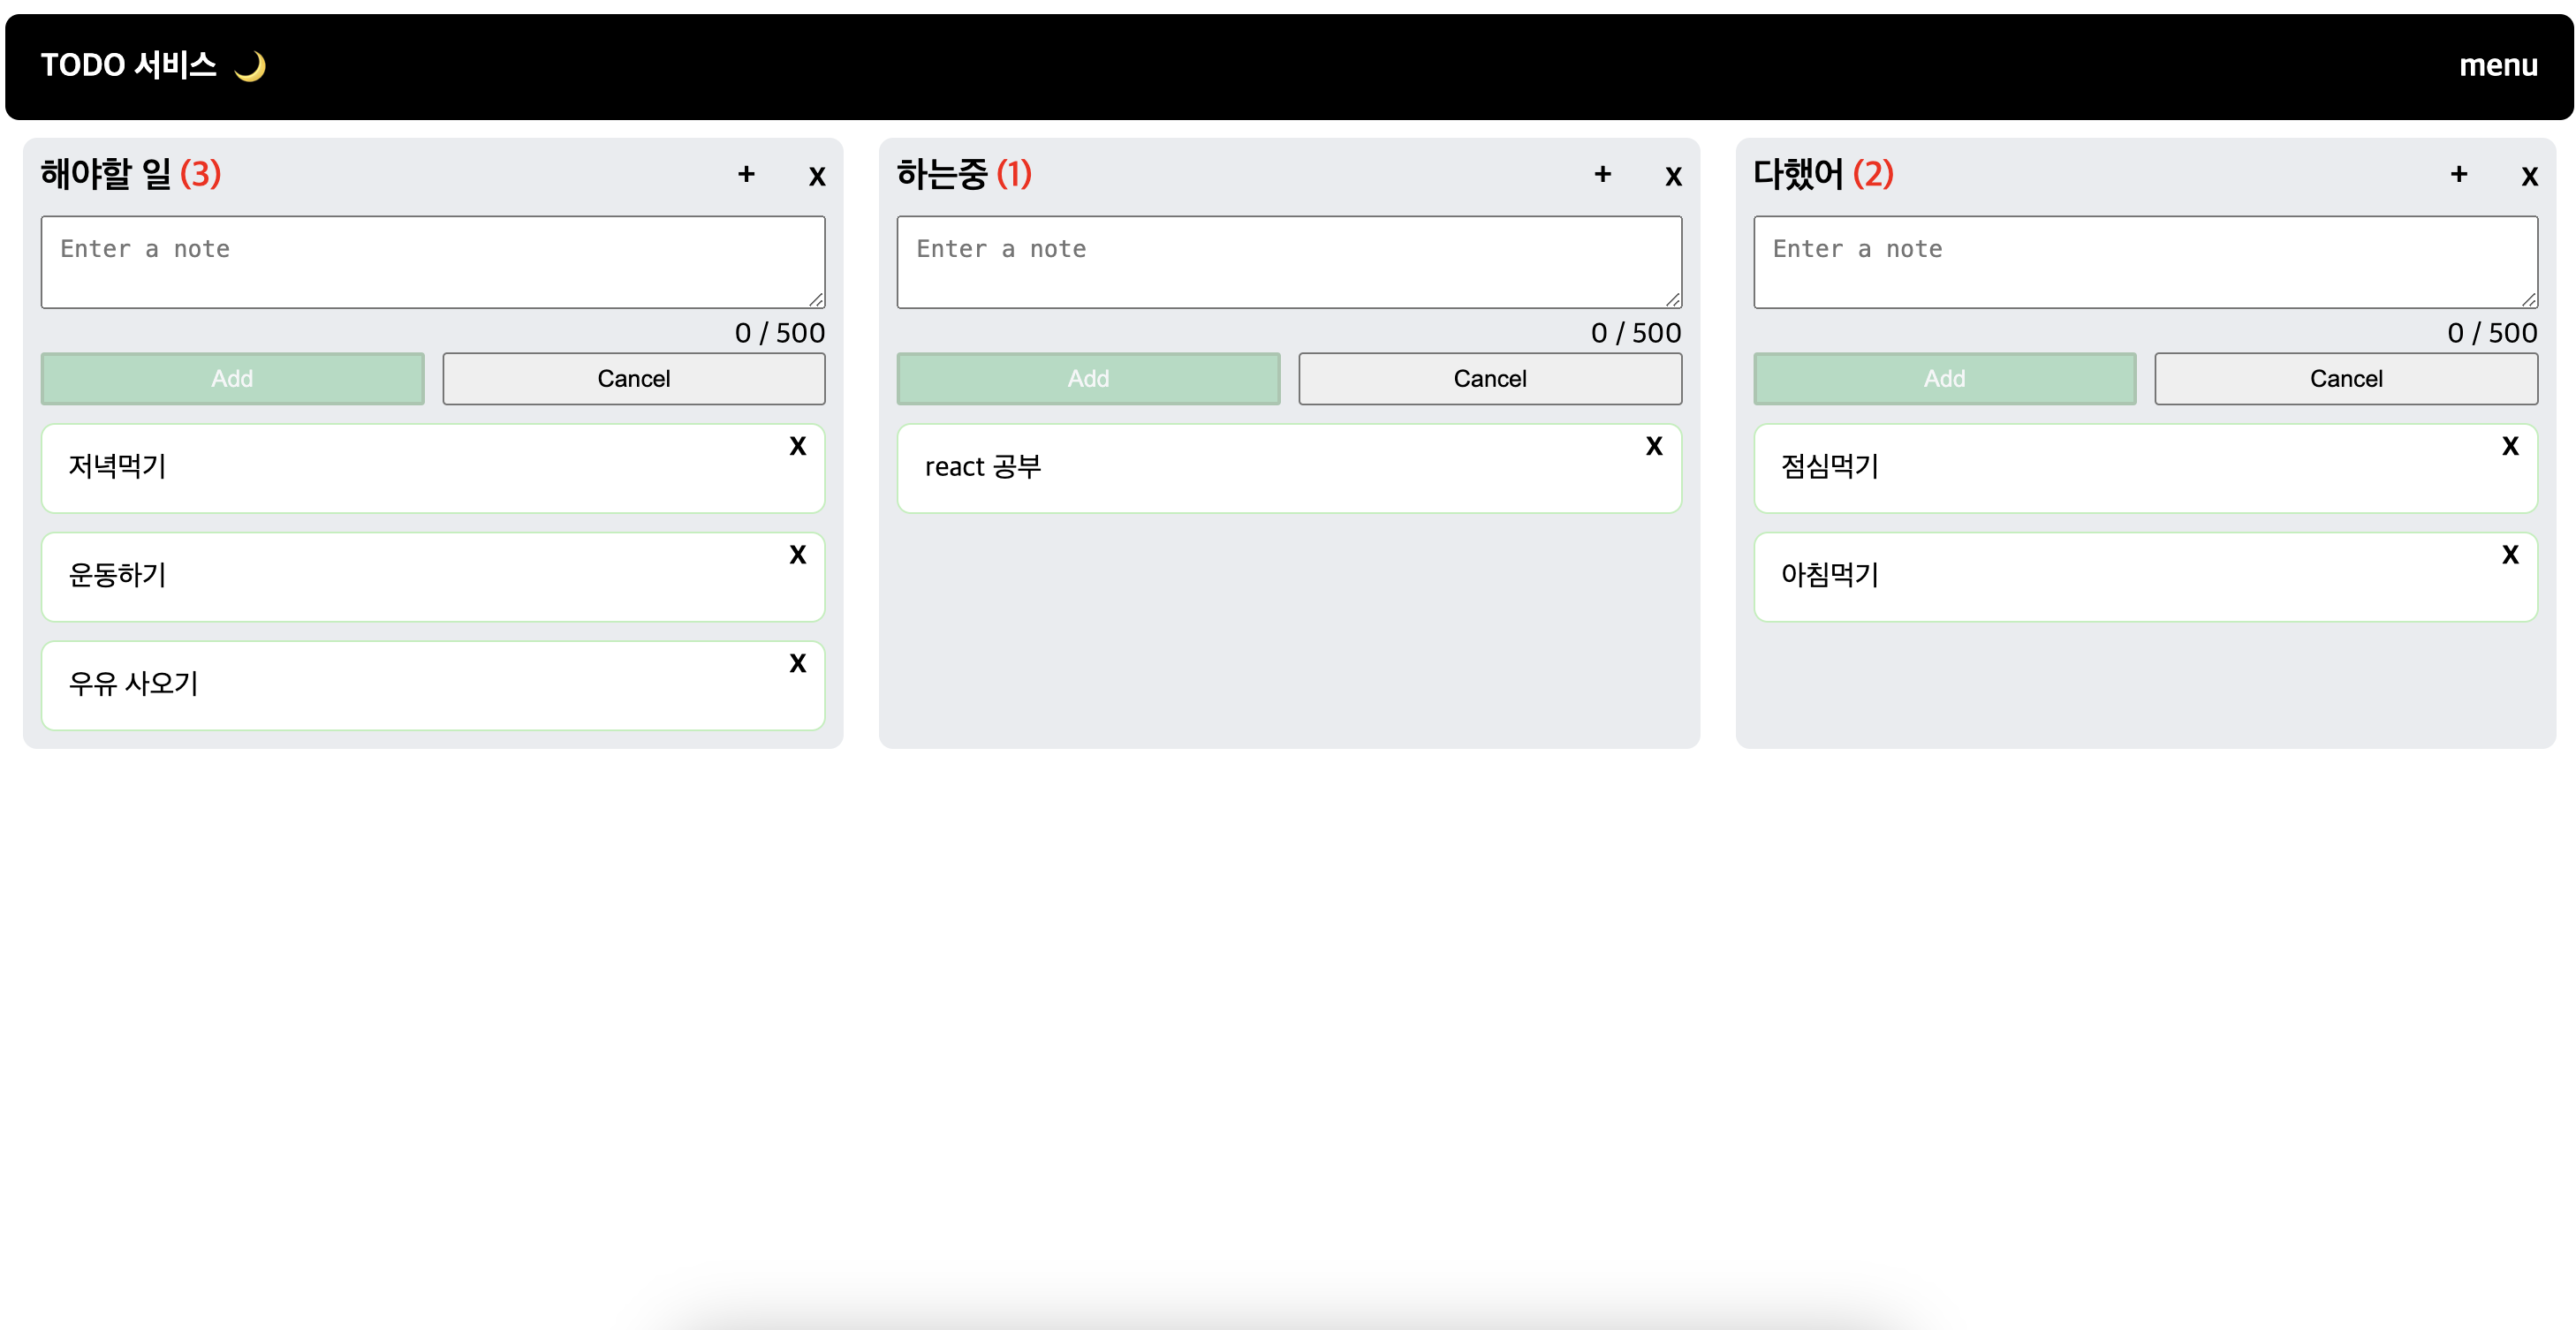 TODO 서비스 🌙
menu
해야할 일 (3)
+ x
Enter a note
0 / 500
Add
Cancel
저녁먹기
X
운동하기
X
우유 사오기
X
하는중 (1)
+ x
Enter a note
0 / 500
Add
Cancel
react 공부
X
다했어 (2)
+ x
Enter a note
0 / 500
Add
Cancel
점심먹기
X
아침먹기
X